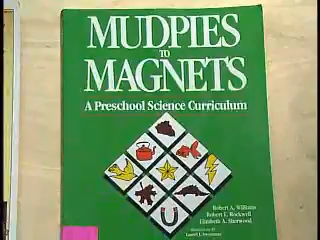 MUDPIES
TO
MAGNETS
A Preschool Science Curriculum
Robert A. Williams
Robert E. Rockwell
Elizabeth A. Sherwood